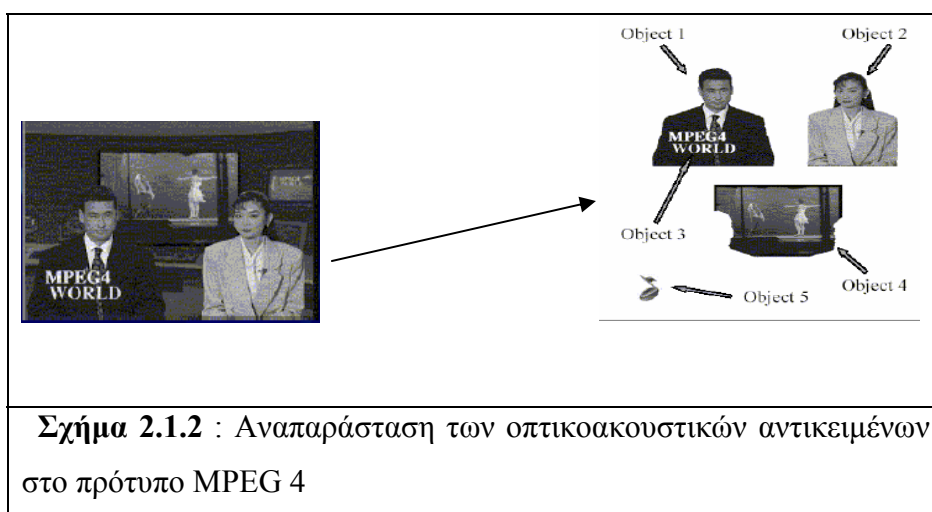 Object 1
Object 2
MPEG4
WORLD
Object 3
Object 4
Object 5
MPEG4
WORLD
Σχήμα 2.1.2 : Αναπαράσταση των οπτικοακουστικών αντικειμένων
στο πρότυπο MPEG 4